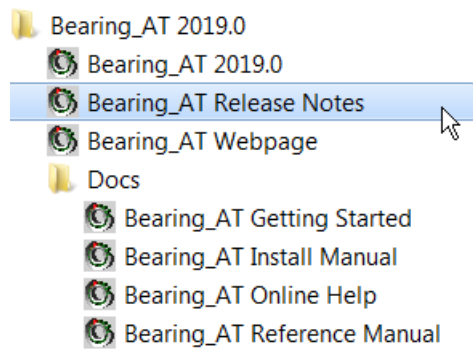 Bearing_AT 2019.0
Bearing_AT 2019.0
Bearing_AT Release Notes
Bearing_AT Webpage
Docs
Bearing_AT Getting Started
Bearing_AT Install Manual
Bearing_AT Online Help
Bearing_AT Reference Manual